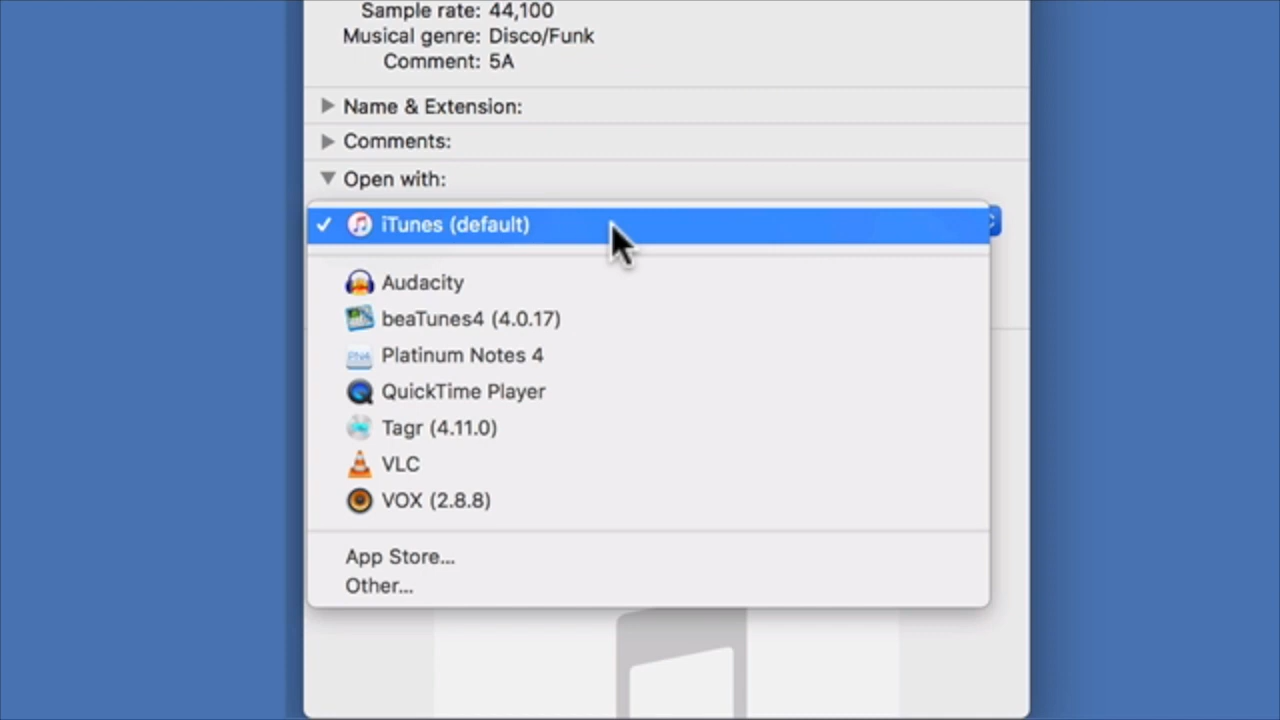 Sample rate: 44,100
Musical genre: Disco/Funk
Comment: 5A
Name & Extension:
Comments:
Open with:
iTunes (default)
Audacity
beaTunes4 (4.0.17)
Platinum Notes 4
QuickTime Player
Tagr (4.11.0)
VLC
VOX (2.8.8)
App Store...
Other...